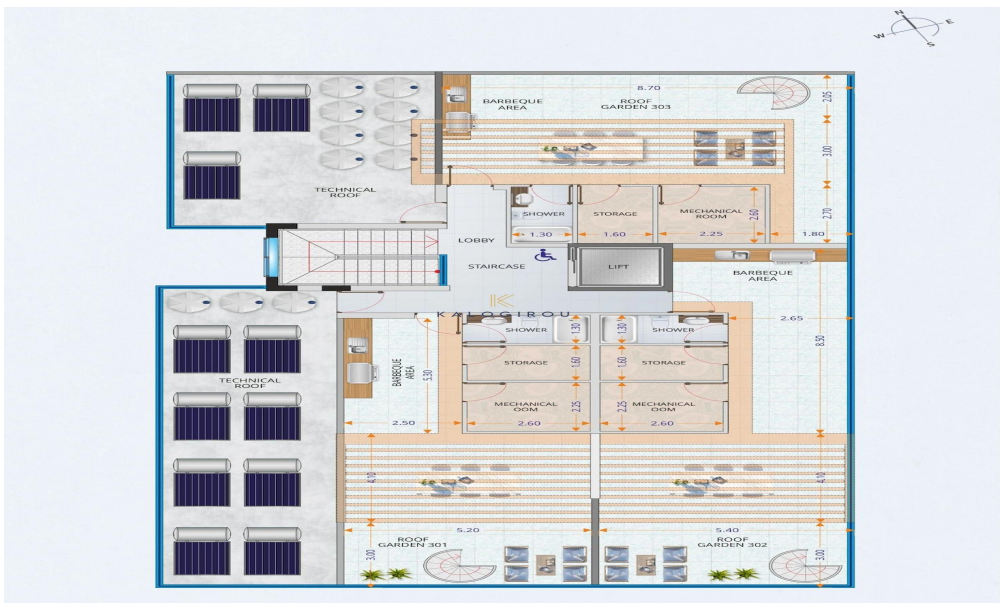 N
E
W
S
8.70
BARBEQUE
AREA
ROOF
GARDEN 303
2.05
3.00
TECHNICAL
ROOF
SHOWER
STORAGE
MECHANICAL
ROOM
2.60
2.70
1.30
1.60
2.25
1.80
LOBBY
STAIRCASE
LIFT
BARBEQUE
AREA
K
KALOGIROU
2.65
8.50
SHOWER
1.30
1.30
SHOWER
TECHNICAL
ROOF
BARBEQUE
AREA
5.30
STORAGE
1.60
1.60
STORAGE
MECHANICAL
OOM
2.25
2.25
MECHANICAL
OOM
2.50
2.60
2.60
4.10
4.10
5.20
5.40
ROOF
GARDEN 301
ROOF
GARDEN 302
3.00
3.00